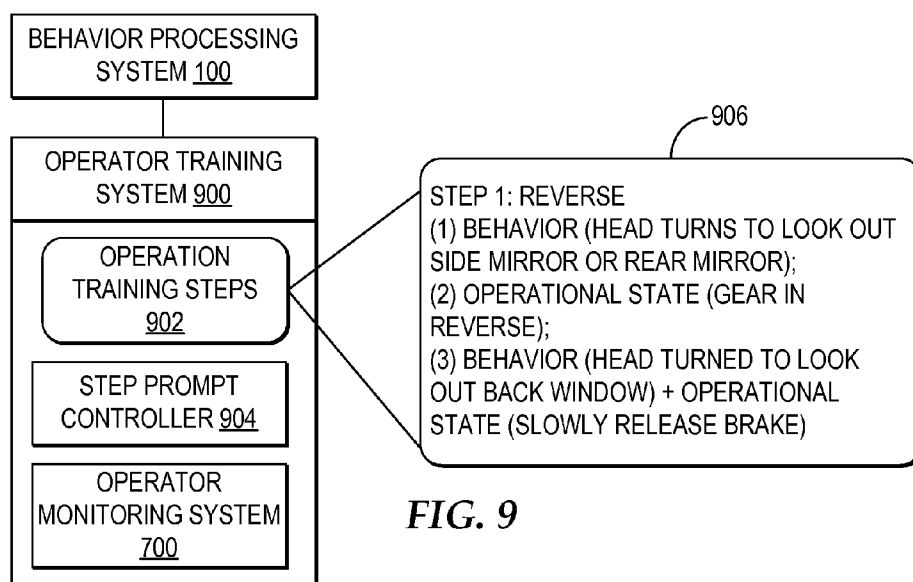 BEHAVIOR PROCESSING
SYSTEM 100
OPERATOR TRAINING
SYSTEM 900
OPERATION
TRAINING STEPS
902
STEP PROMPT
CONTROLLER 904
OPERATOR
MONITORING SYSTEM
700
906
STEP 1: REVERSE
(1) BEHAVIOR (HEAD TURNS TO LOOK OUT
SIDE MIRROR OR REAR MIRROR);
(2) OPERATIONAL STATE (GEAR IN
REVERSE);
(3) BEHAVIOR (HEAD TURNED TO LOOK
OUT BACK WINDOW) + OPERATIONAL
STATE (SLOWLY RELEASE BRAKE)
FIG. 9